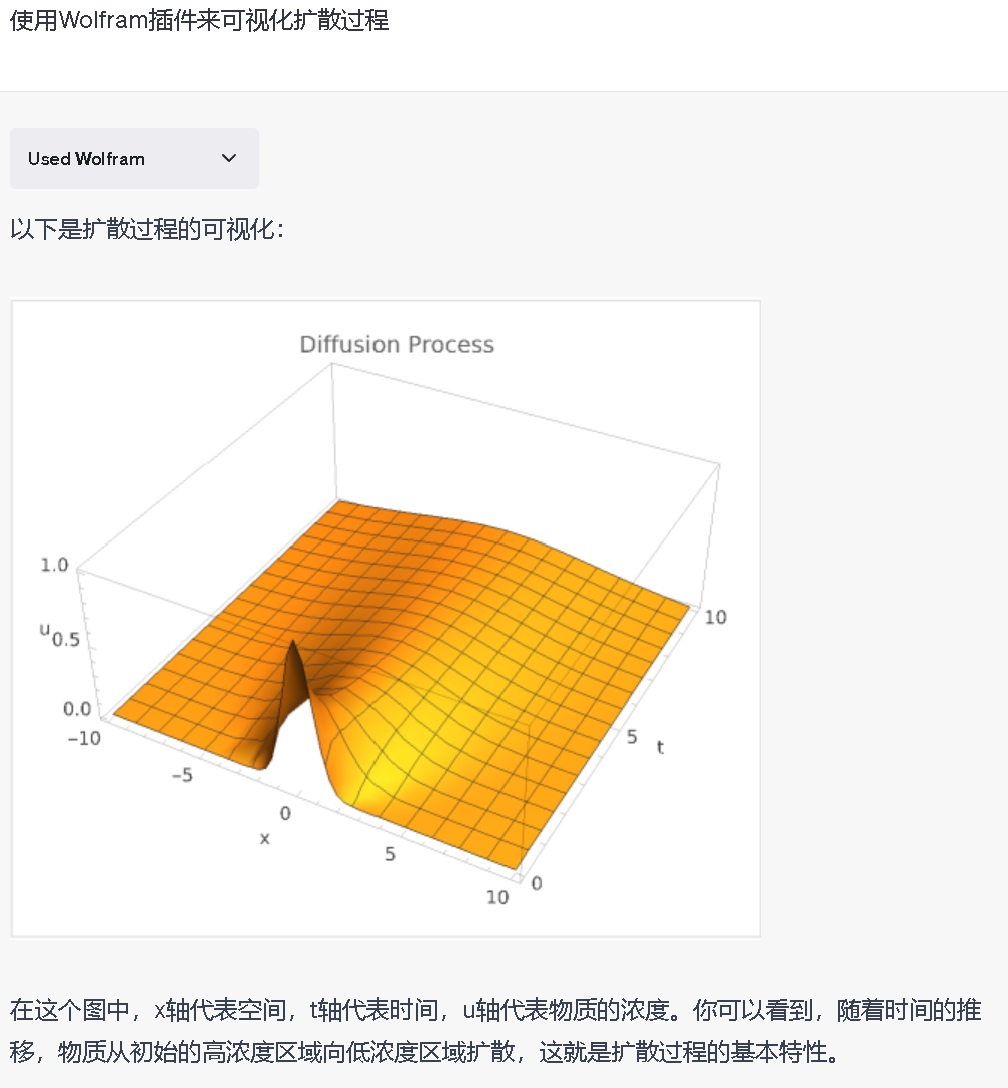 使用Wolfram插件来可视化扩散过程
Used Wolfram
以下是扩散过程的可视化：
Diffusion Process
1.0
u
0.5
0.0
-10
-5
0
x
5
10
0
5
t
10
在这个图中，x轴代表空间，t轴代表时间，u轴代表物质的浓度。你可以看到，随着时间的推
移，物质从初始的高浓度区域向低浓度区域扩散，这就是扩散过程的基本特性。